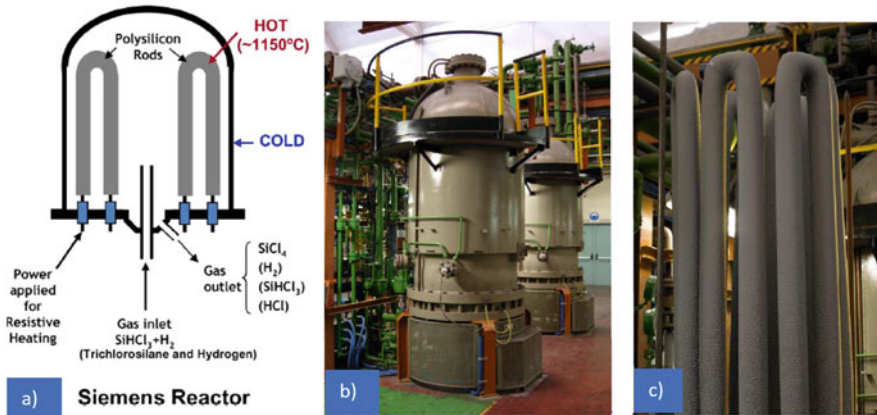 Polysilicon
Rods
HOT
(~1150ºC)
COLD
Power
applied
for
Resistive
Heating
Gas inlet
SiHCl₃+H₂
(Trichlorosilane and Hydrogen)
Gas
outlet
SiCl₄
(H₂)
(SiHCl₃)
(HCl)
a)
Siemens Reactor
b)
c)